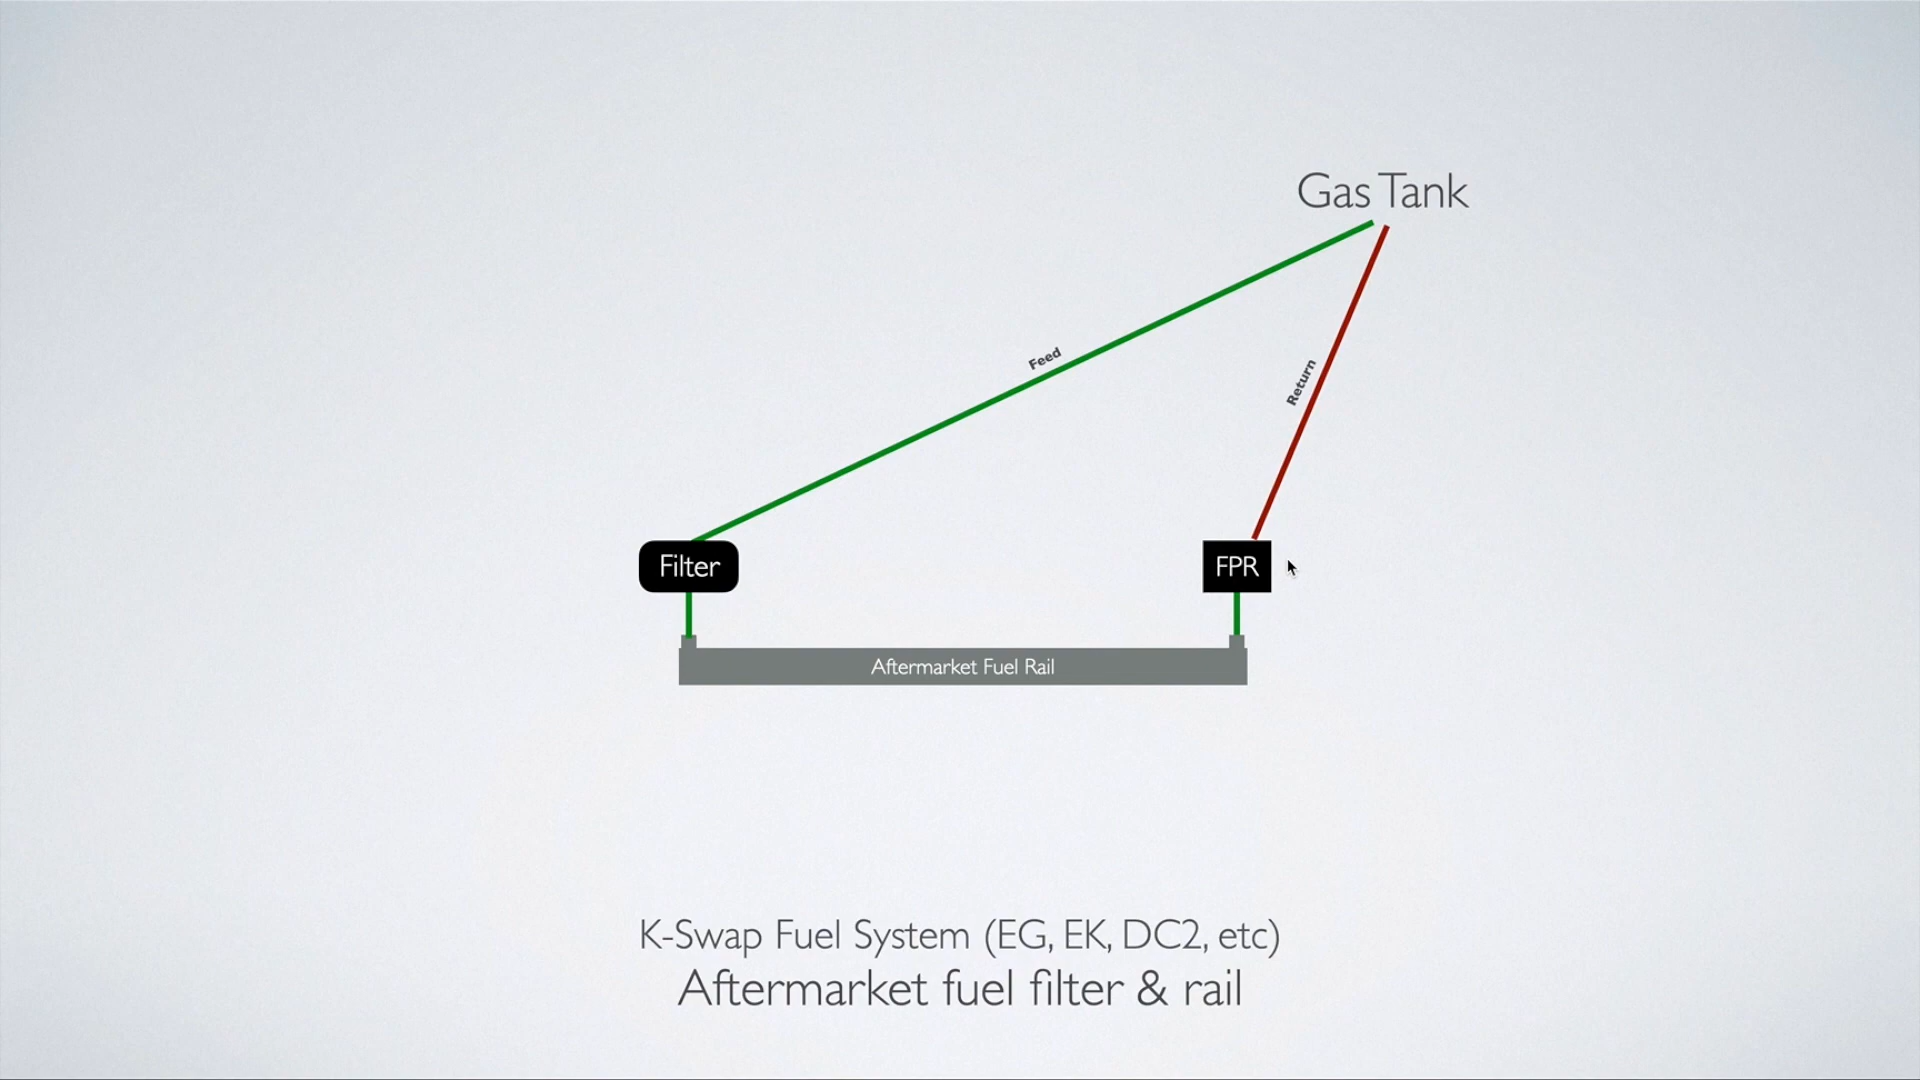 Gas Tank
Feed
Return
Filter
FPR
Aftermarket Fuel Rail
K-Swap Fuel System (EG, EK, DC2, etc)
Aftermarket fuel filter & rail